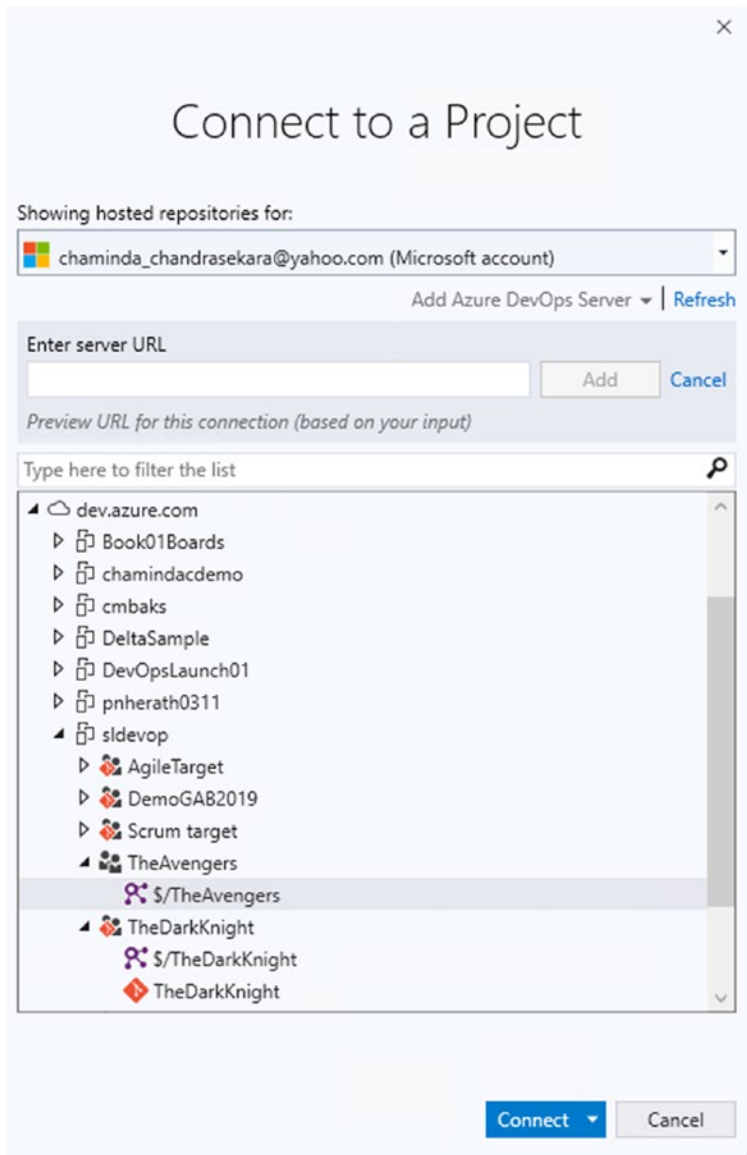 Connect to a Project
Showing hosted repositories for:
chaminda_chandrasekara@yahoo.com (Microsoft account)
Add Azure DevOps Server | Refresh
Enter server URL
Add Cancel
Preview URL for this connection (based on your input)
Type here to filter the list
dev.azure.com
Book01Boards
chamindacdemo
cmbaks
DeltaSample
DevOpsLaunch01
pnherath0311
sldevop
AgileTarget
DemoGAB2019
Scrum target
TheAvengers
$/TheAvengers
TheDarkKnight
$/TheDarkKnight
TheDarkKnight
Connect Cancel